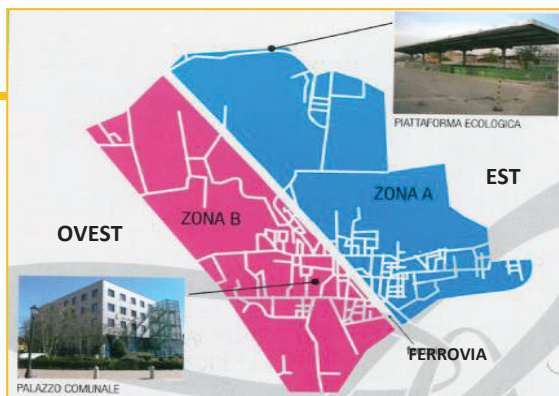 PIATTAFORMA ECOLOGICA
EST
ZONA A
ZONA B
OVEST
FERROVIA
PALAZZO COMUNALE